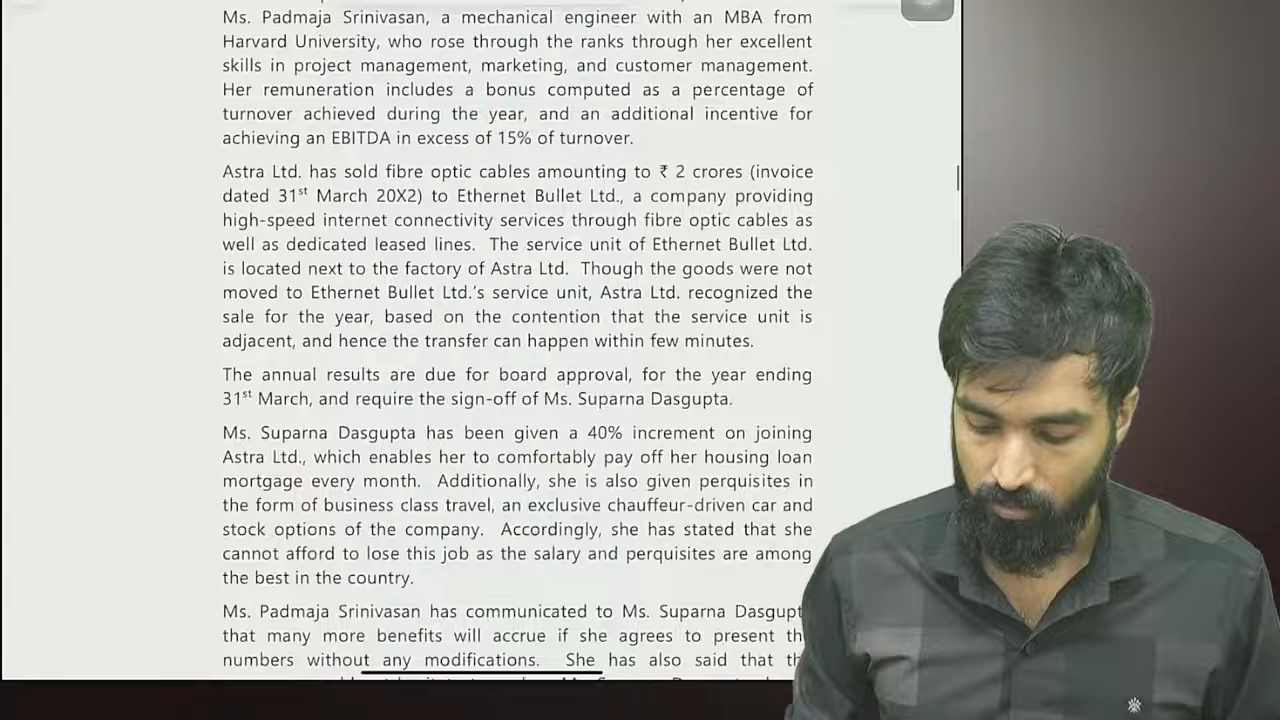 Ms. Padmaja Srinivasan, a mechanical engineer with an MBA from
Harvard University, who rose through the ranks through her excellent
skills in project management, marketing, and customer management.
Her remuneration includes a bonus computed as a percentage of
turnover achieved during the year, and an additional incentive for
achieving an EBITDA in excess of 15% of turnover.
Astra Ltd. has sold fibre optic cables amounting to ₹ 2 crores (invoice
dated 31st March 20X2) to Ethernet Bullet Ltd., a company providing
high-speed internet connectivity services through fibre optic cables as
well as dedicated leased lines. The service unit of Ethernet Bullet Ltd.
is located next to the factory of Astra Ltd. Though the goods were not
moved to Ethernet Bullet Ltd.'s service unit, Astra Ltd. recognized the
sale for the year, based on the contention that the service unit is
adjacent, and hence the transfer can happen within few minutes.
The annual results are due for board approval, for the year ending
31st March, and require the sign-off of Ms. Suparna Dasgupta.
Ms. Suparna Dasgupta has been given a 40% increment on joining
Astra Ltd., which enables her to comfortably pay off her housing loan
mortgage every month. Additionally, she is also given perquisites in
the form of business class travel, an exclusive chauffeur-driven car and
stock options of the company. Accordingly, she has stated that she
cannot afford to lose this job as the salary and perquisites are among
the best in the country.
Ms. Padmaja Srinivasan has communicated to Ms. Suparna Dasgupt
that many more benefits will accrue if she agrees to present th
numbers without any modifications. She has also said that th